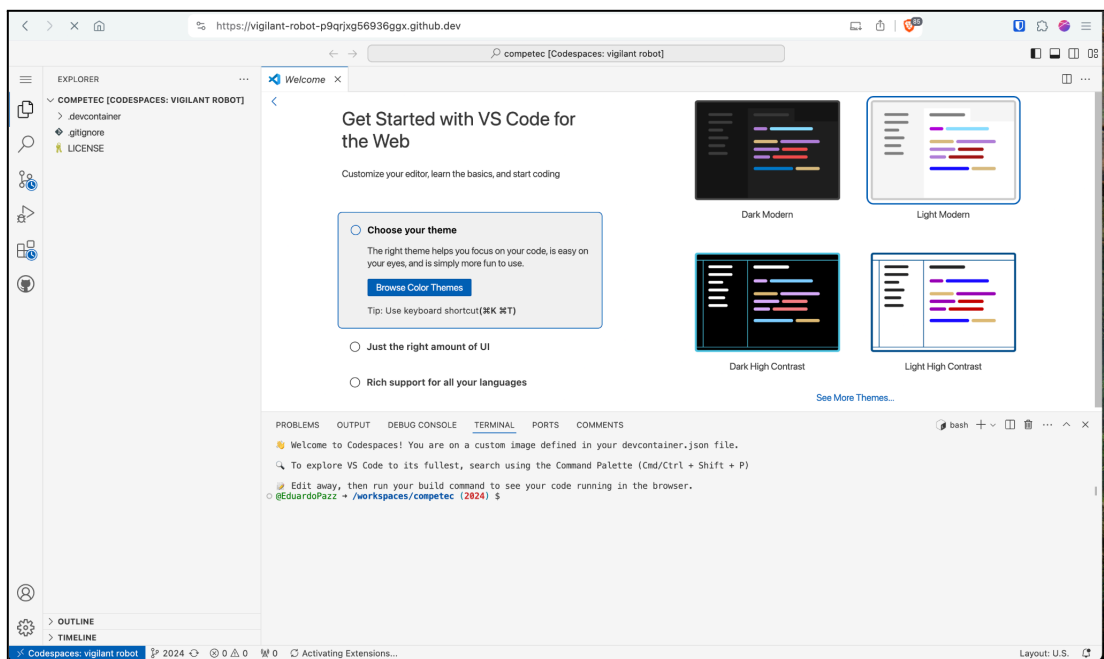 https://vigilant-robot-p9qrjxg56936ggx.github.dev
85
competec [Codespaces: vigilant robot]
EXPLORER
COMPETEC [CODESPACES: VIGILANT ROBOT]
.devcontainer
.gitignore
LICENSE
OUTLINE
TIMELINE
Welcome
Get Started with VS Code for
the Web
Customize your editor, learn the basics, and start coding
Choose your theme
The right theme helps you focus on your code, is easy on
your eyes, and is simply more fun to use.
Browse Color Themes
Tip: Use keyboard shortcut(⌘K ⌘T)
Just the right amount of UI
Rich support for all your languages
Dark Modern
Light Modern
Dark High Contrast
Light High Contrast
See More Themes...
PROBLEMS OUTPUT DEBUG CONSOLE TERMINAL PORTS COMMENTS
bash
👋 Welcome to Codespaces! You are on a custom image defined in your devcontainer.json file.
🔍 To explore VS Code to its fullest, search using the Command Palette (Cmd/Ctrl + Shift + P)
📝 Edit away, then run your build command to see your code running in the browser.
@EduardoPazz → /workspaces/competec (2024) $
Codespaces: vigilant robot 2024 0 0 0 Activating Extensions... Layout: U.S.